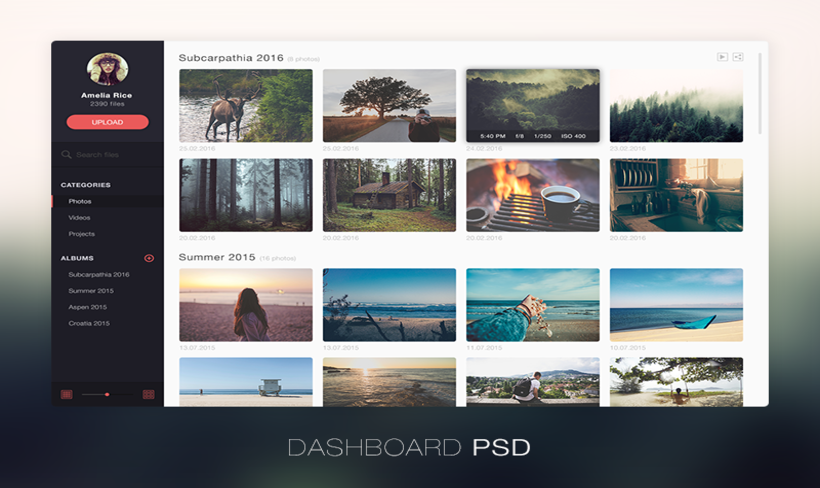 Amelia Rice
2390 files
UPLOAD
Search files
CATEGORIES
Photos
Videos
Projects
ALBUMS
Subcarpathia 2016
Summer 2015
Aspen 2015
Croatia 2015
Subcarpathia 2016 (5 photos)
5:40 PM f/8 1/250 ISO 400
25.02.2016 25.02.2016 24.02.2016 23.02.2016
20.02.2016 20.02.2016 20.02.2016 20.02.2016
Summer 2015 (16 photos)
13.07.2015 13.07.2015 11.07.2015 10.07.2015
DASHBOARD PSD